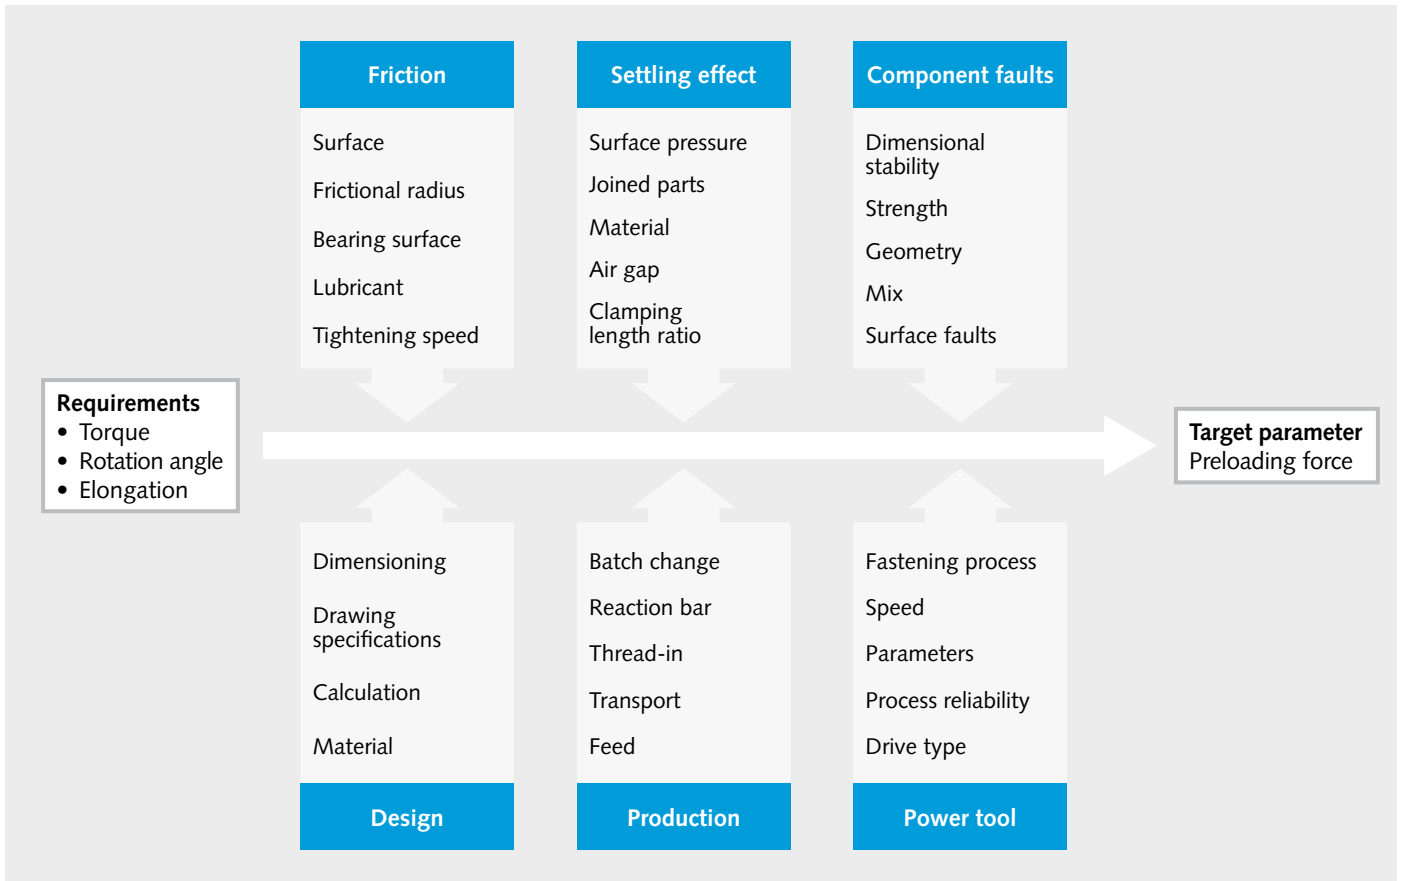 Friction
Surface
Frictional radius
Bearing surface
Lubricant
Tightening speed
Settling effect
Surface pressure
Joined parts
Material
Air gap
Clamping
length ratio
Component faults
Dimensional
stability
Strength
Geometry
Mix
Surface faults
Requirements
• Torque
• Rotation angle
• Elongation
Target parameter
Preloading force
Dimensioning
Drawing
specifications
Calculation
Material
Design
Batch change
Reaction bar
Thread-in
Transport
Feed
Production
Fastening process
Speed
Parameters
Process reliability
Drive type
Power tool